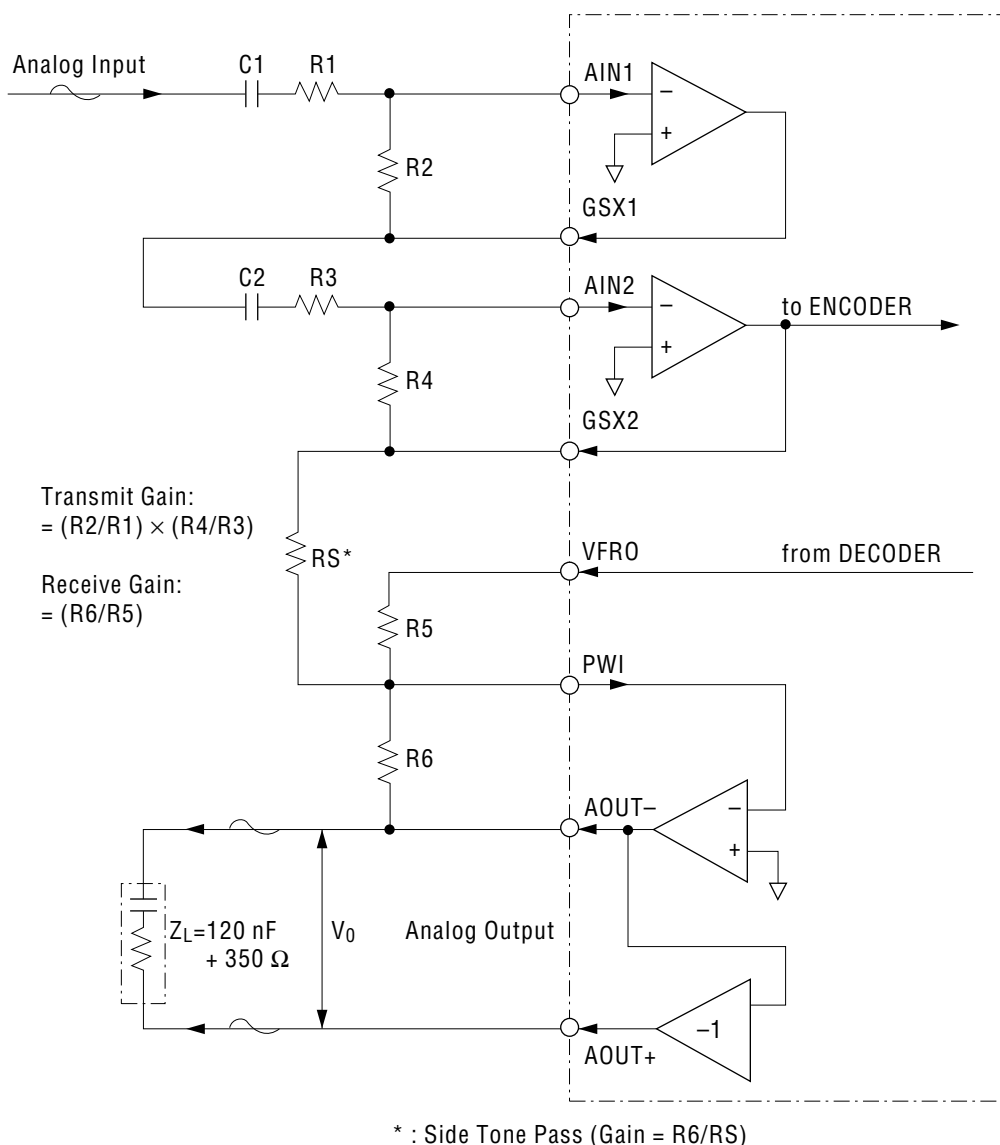 Analog Input
C1
R1
AIN1
−
+
R2
GSX1
C2
R3
AIN2
−
+
to ENCODER
R4
GSX2
Transmit Gain:
= (R2/R1) × (R4/R3)
RS*
VFRO
from DECODER
Receive Gain:
= (R6/R5)
R5
PWI
R6
AOUT–
−
+
ZL=120 nF
+ 350 Ω
V0
Analog Output
–1
AOUT+
* : Side Tone Pass (Gain = R6/RS)